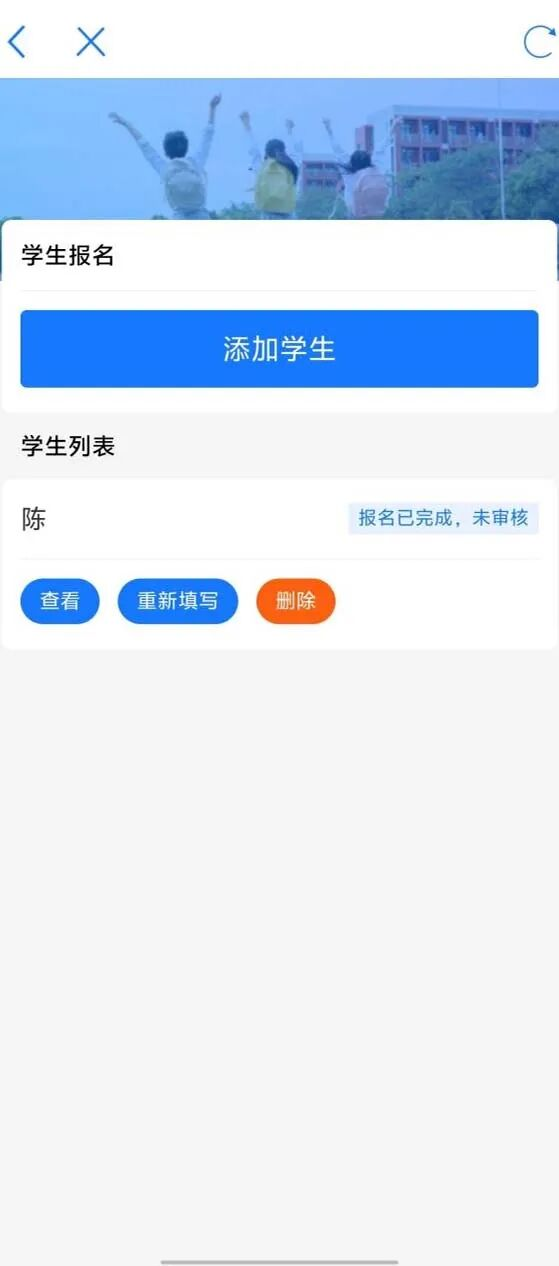 学生报名
添加学生
学生列表
陈
报名已完成，未审核
查看
重新填写
删除